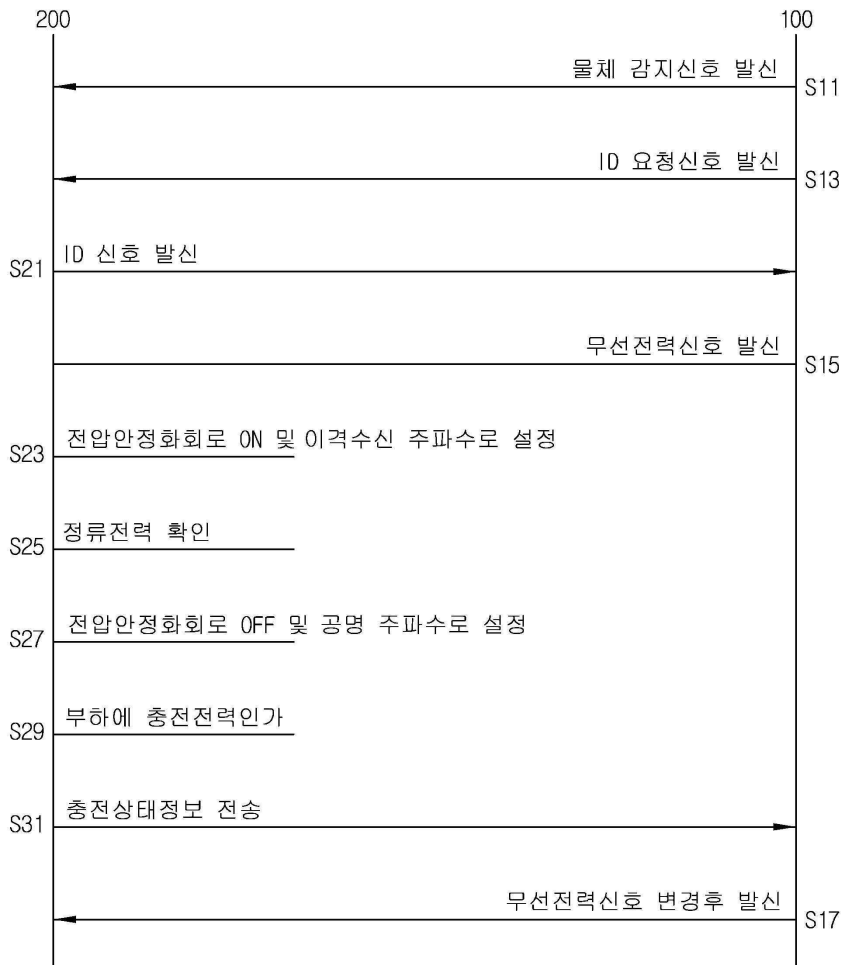 200 100
물체 감지신호 발신 S11
ID 요청신호 발신 S13
S21 ID 신호 발신
무선전력신호 발신 S15
S23 전압안정화회로 ON 및 이격수신 주파수로 설정
S25 정류전력 확인
S27 전압안정화회로 OFF 및 공명 주파수로 설정
S29 부하에 충전전력인가
S31 충전상태정보 전송
무선전력신호 변경후 발신 S17